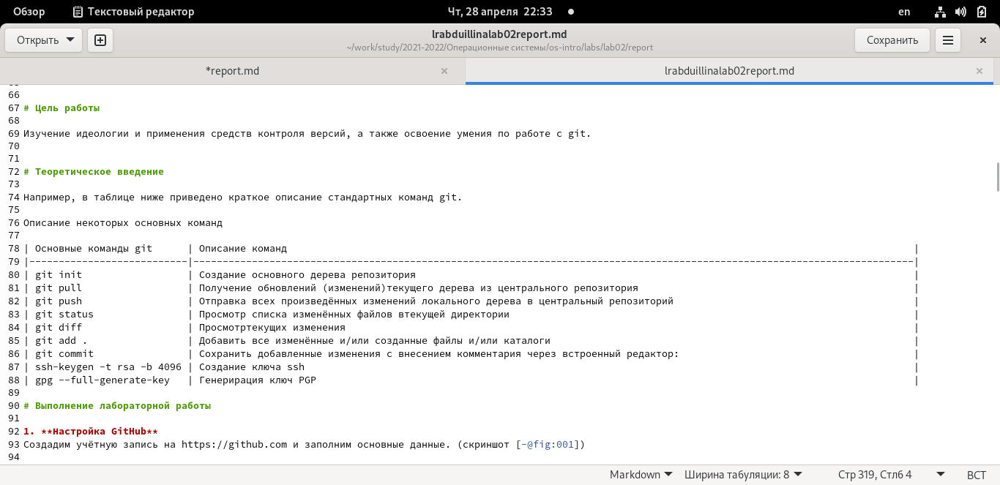 Обзор Текстовый редактор Чт, 28 апреля 22:33 en
Открыть lrabduillinalab02report.md Сохранить
~/work/study/2021-2022/Операционные системы/os-intro/labs/lab02/report
*report.md lrabduillinalab02report.md
66
67 # Цель работы
68
69 Изучение идеологии и применения средств контроля версий, а также освоение умения по работе с git.
70
71
72 # Теоретическое введение
73
74 Например, в таблице ниже приведено краткое описание стандартных команд git.
75
76 Описание некоторых основных команд
77
78 | Основные команды git | Описание команд |
79 |---------------------------|---------------------------------------------------------------------------------------------------------------------------|
80 | git init | Создание основного дерева репозитория |
81 | git pull | Получение обновлений (изменений)текущего дерева из центрального репозитория |
82 | git push | Отправка всех произведённых изменений локального дерева в центральный репозиторий |
83 | git status | Просмотр списка изменённых файлов втекущей директории |
84 | git diff | Просмотртекущих изменения |
85 | git add . | Добавить все изменённые и/или созданные файлы и/или каталоги |
86 | git commit | Сохранить добавленные изменения с внесением комментария через встроенный редактор: |
87 | ssh-keygen -t rsa -b 4096 | Создание ключа ssh |
88 | gpg --full-generate-key | Генерирация ключ PGP |
89
90 # Выполнение лабораторной работы
91
92 1. **Настройка GitHub**
93 Создадим учётную запись на https://github.com и заполним основные данные. (скриншот [-@fig:001])
94
Markdown Ширина табуляции: 8 Стр 319, Стлб 4 ВСТ